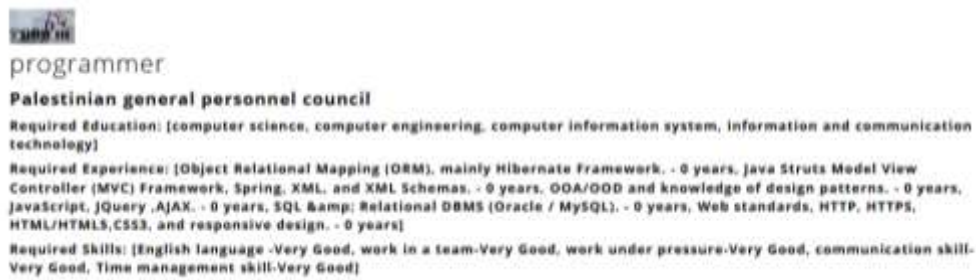 programmer
Palestinian general personnel council
Required Education: [computer science, computer engineering, computer information system, information and communication
technology]
Required Experience: [Object Relational Mapping (ORM), mainly Hibernate Framework. - 0 years, Java Struts Model View
Controller (MVC) Framework, Spring, XML, and XML Schemas. - 0 years, OOA/OOD and knowledge of design patterns. - 0 years,
JavaScript, JQuery ,AJAX. - 0 years, SQL &amp; Relational DBMS (Oracle / MySQL). - 0 years, Web standards, HTTP, HTTPS,
HTML/HTML5,CSS3, and responsive design. - 0 years]
Required Skills: [English language -Very Good, work in a team-Very Good, work under pressure-Very Good, communication skill-
Very Good, Time management skill-Very Good]